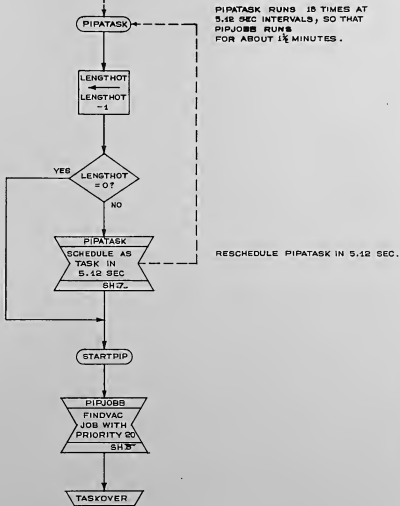 PIPATASK RUNS 18 TIMES AT
5.12 SEC INTERVALS, SO THAT
PIPJOBB RUNS
FOR ABOUT 1½ MINUTES.
PIPATASK
LENGTHOT
LENGTHOT
-1
YES
LENGTHOT
=0?
NO
PIPATASK
SCHEDULE AS
TASK IN
5.12 SEC
SH.7
RESCHEDULE PIPATASK IN 5.12 SEC.
STARTPIP
PIPJOBB
FINDVAC
JOB WITH
PRIORITY 20
TASKOVER